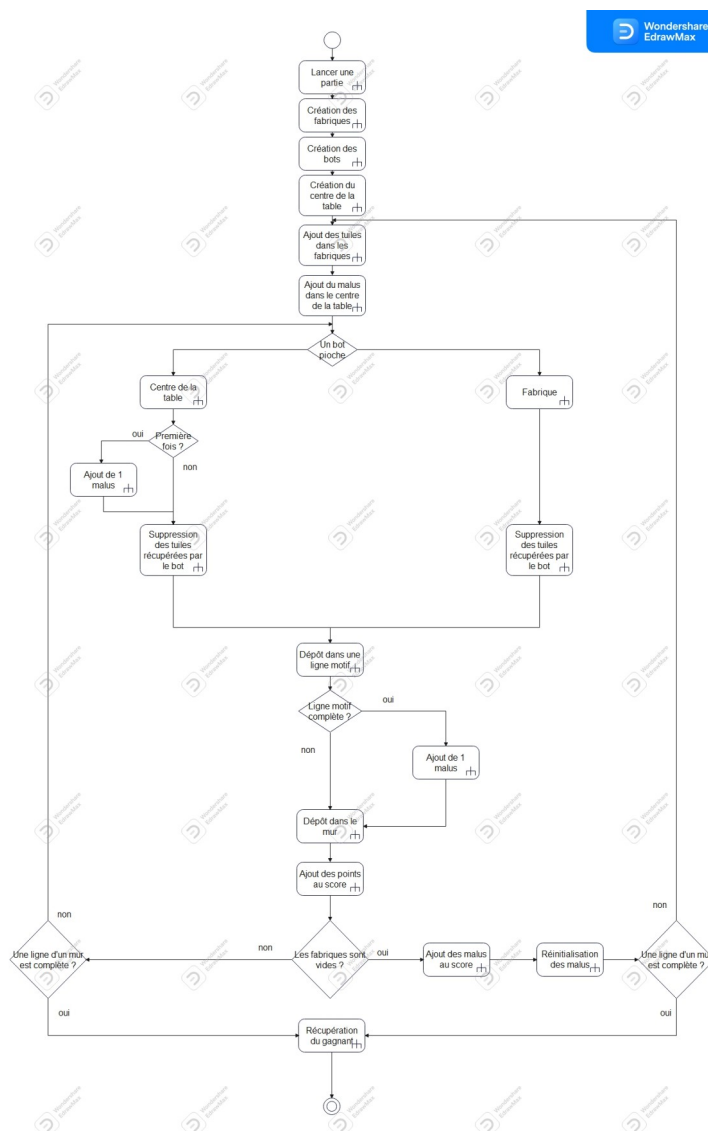 Wondershare
EdrawMax
Lancer une
partie
Création des
fabriques
Création des
bots
Création du
centre de la
table
Ajout des tuiles
dans les
fabriques
Ajout du malus
dans le centre
de la table
Un bot
pioche
Centre de la
table
Fabrique
oui
Première
fois ?
non
Ajout de 1
malus
Suppression
des tuiles
récupérées par
le bot
Suppression
des tuiles
récupérées par
le bot
Dépôt dans une
ligne motif
Ligne motif
complète ?
oui
non
Ajout de 1
malus
Dépôt dans le
mur
Ajout des points
au score
non
non
Une ligne d'un mur
est complète ?
non
Les fabriques sont
vides ?
oui
Ajout des malus
au score
Réinitialisation
des malus
Une ligne d'un mu
est complète ?
oui
oui
Récupération
du gagnant